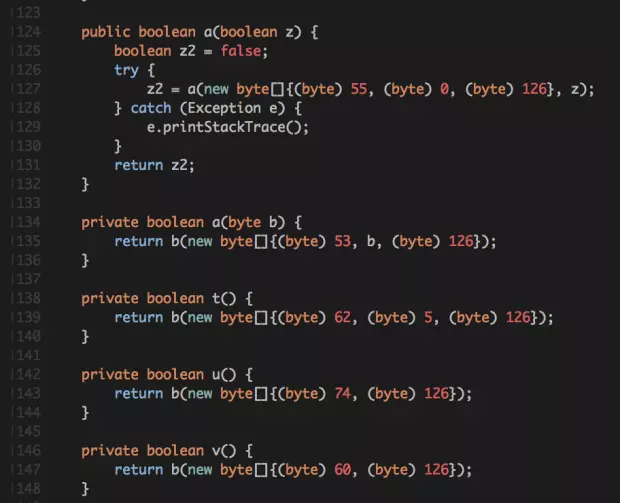 123
124 public boolean a(boolean z) {
125 boolean z2 = false;
126 try {
127 z2 = a(new byte[]{(byte) 55, (byte) 0, (byte) 126}, z);
128 } catch (Exception e) {
129 e.printStackTrace();
130 }
131 return z2;
132 }
133
134 private boolean a(byte b) {
135 return b(new byte[]{(byte) 53, b, (byte) 126});
136 }
137
138 private boolean t() {
139 return b(new byte[]{(byte) 62, (byte) 5, (byte) 126});
140 }
141
142 private boolean u() {
143 return b(new byte[]{(byte) 74, (byte) 126});
144 }
145
146 private boolean v() {
147 return b(new byte[]{(byte) 60, (byte) 126});
148 }